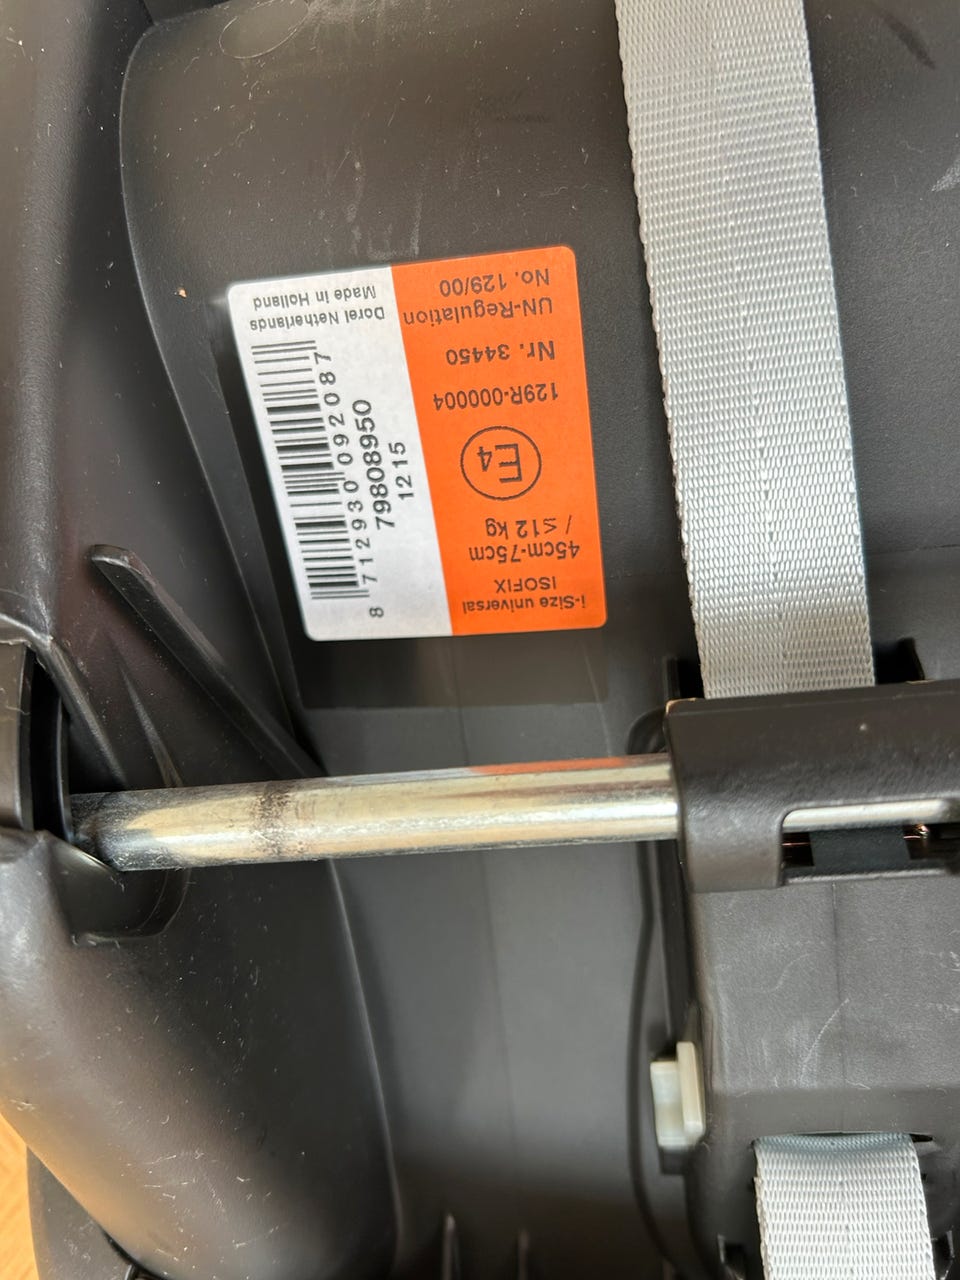 i-Size universal
ISOFIX
45cm-75cm
/ ≤12 kg
E4
129R-000004
Nr. 34450
UN-Regulation
No. 129/00
8 712930 092087
79808950
1215
Dorel Netherlands
Made in Holland